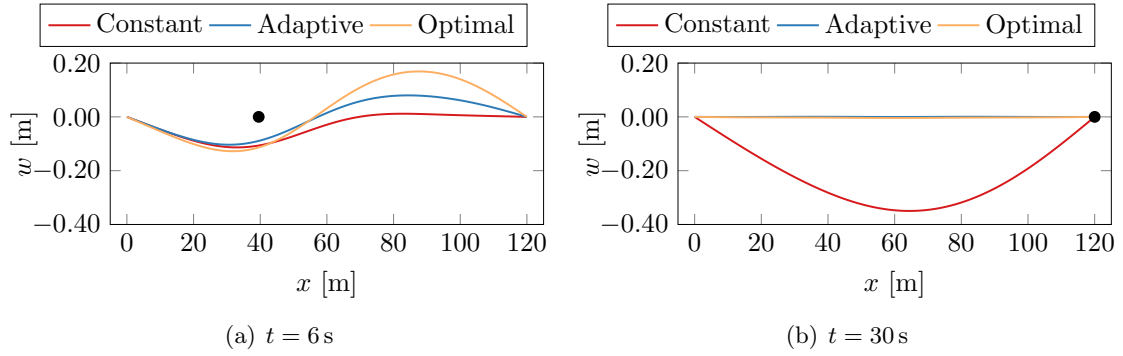 Constant Adaptive Optimal
0.20
0.00
−0.20
−0.40
w [m]
0 20 40 60 80 100 120
x [m]
(a) t = 6 s
Constant Adaptive Optimal
0.20
0.00
−0.20
−0.40
w [m]
0 20 40 60 80 100 120
x [m]
(b) t = 30 s